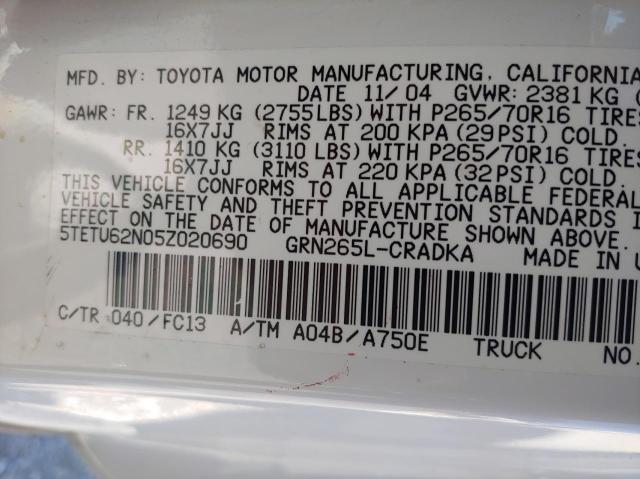 MFD. BY: TOYOTA MOTOR MANUFACTURING, CALIFORNIA
DATE 11/04 GVWR: 2381 KG (
GAWR: FR. 1249 KG (2755LBS) WITH P265/70R16 TIRES
16X7JJ RIMS AT 200 KPA (29PSI) COLD.
RR. 1410 KG (3110 LBS) WITH P265/70R16 TIRES
16X7JJ RIMS AT 220 KPA (32PSI) COLD.
THIS VEHICLE CONFORMS TO ALL APPLICABLE FEDERAL
VEHICLE SAFETY AND THEFT PREVENTION STANDARDS I
EFFECT ON THE DATE OF MANUFACTURE SHOWN ABOVE.
5TETU62N05Z020690 GRN265L-CRADKA MADE IN U
C/TR 040/FC13 A/TM A04B/A750E TRUCK NO.